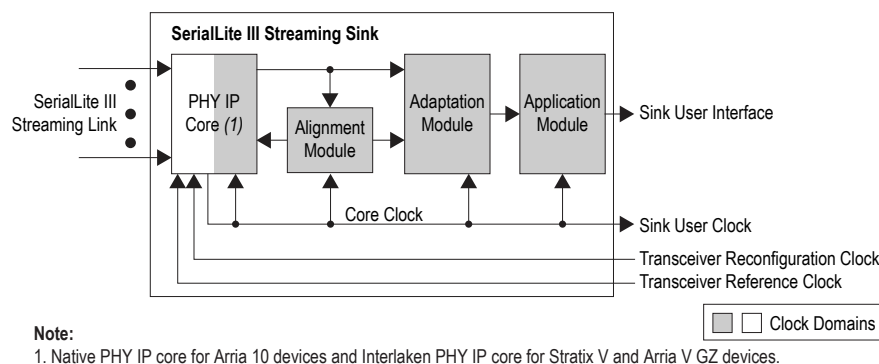 SerialLite III Streaming Sink
SerialLite III
Streaming Link
PHY IP
Core (1)
Alignment
Module
Adaptation
Module
Application
Module
Sink User Interface
Core Clock
Sink User Clock
Transceiver Reconfiguration Clock
Transceiver Reference Clock
Clock Domains
Note:
1. Native PHY IP core for Arria 10 devices and Interlaken PHY IP core for Stratix V and Arria V GZ devices.